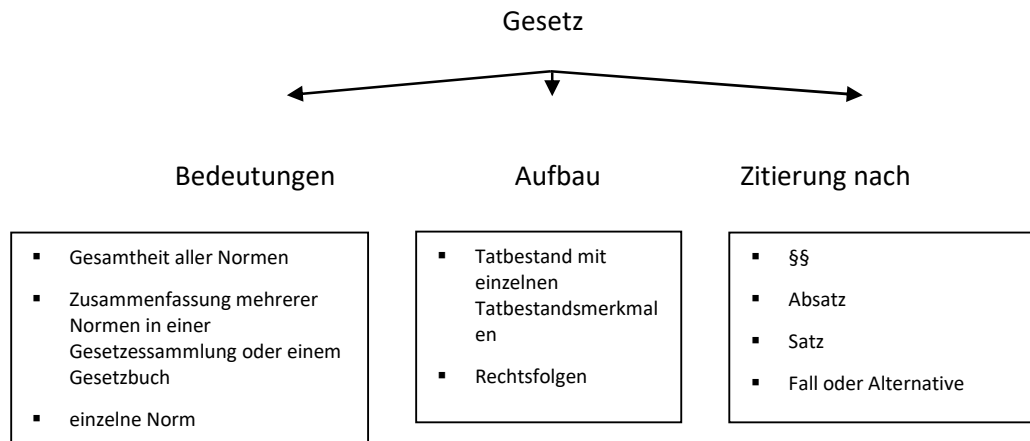 Gesetz
Bedeutungen
Aufbau
Zitierung nach
▪ Gesamtheit aller Normen
▪ Zusammenfassung mehrerer
Normen in einer
Gesetzessammlung oder einem
Gesetzbuch
▪ einzelne Norm
▪ Tatbestand mit
einzelnen
Tatbestandsmerkmal
en
▪ Rechtsfolgen
▪ §§
▪ Absatz
▪ Satz
▪ Fall oder Alternative